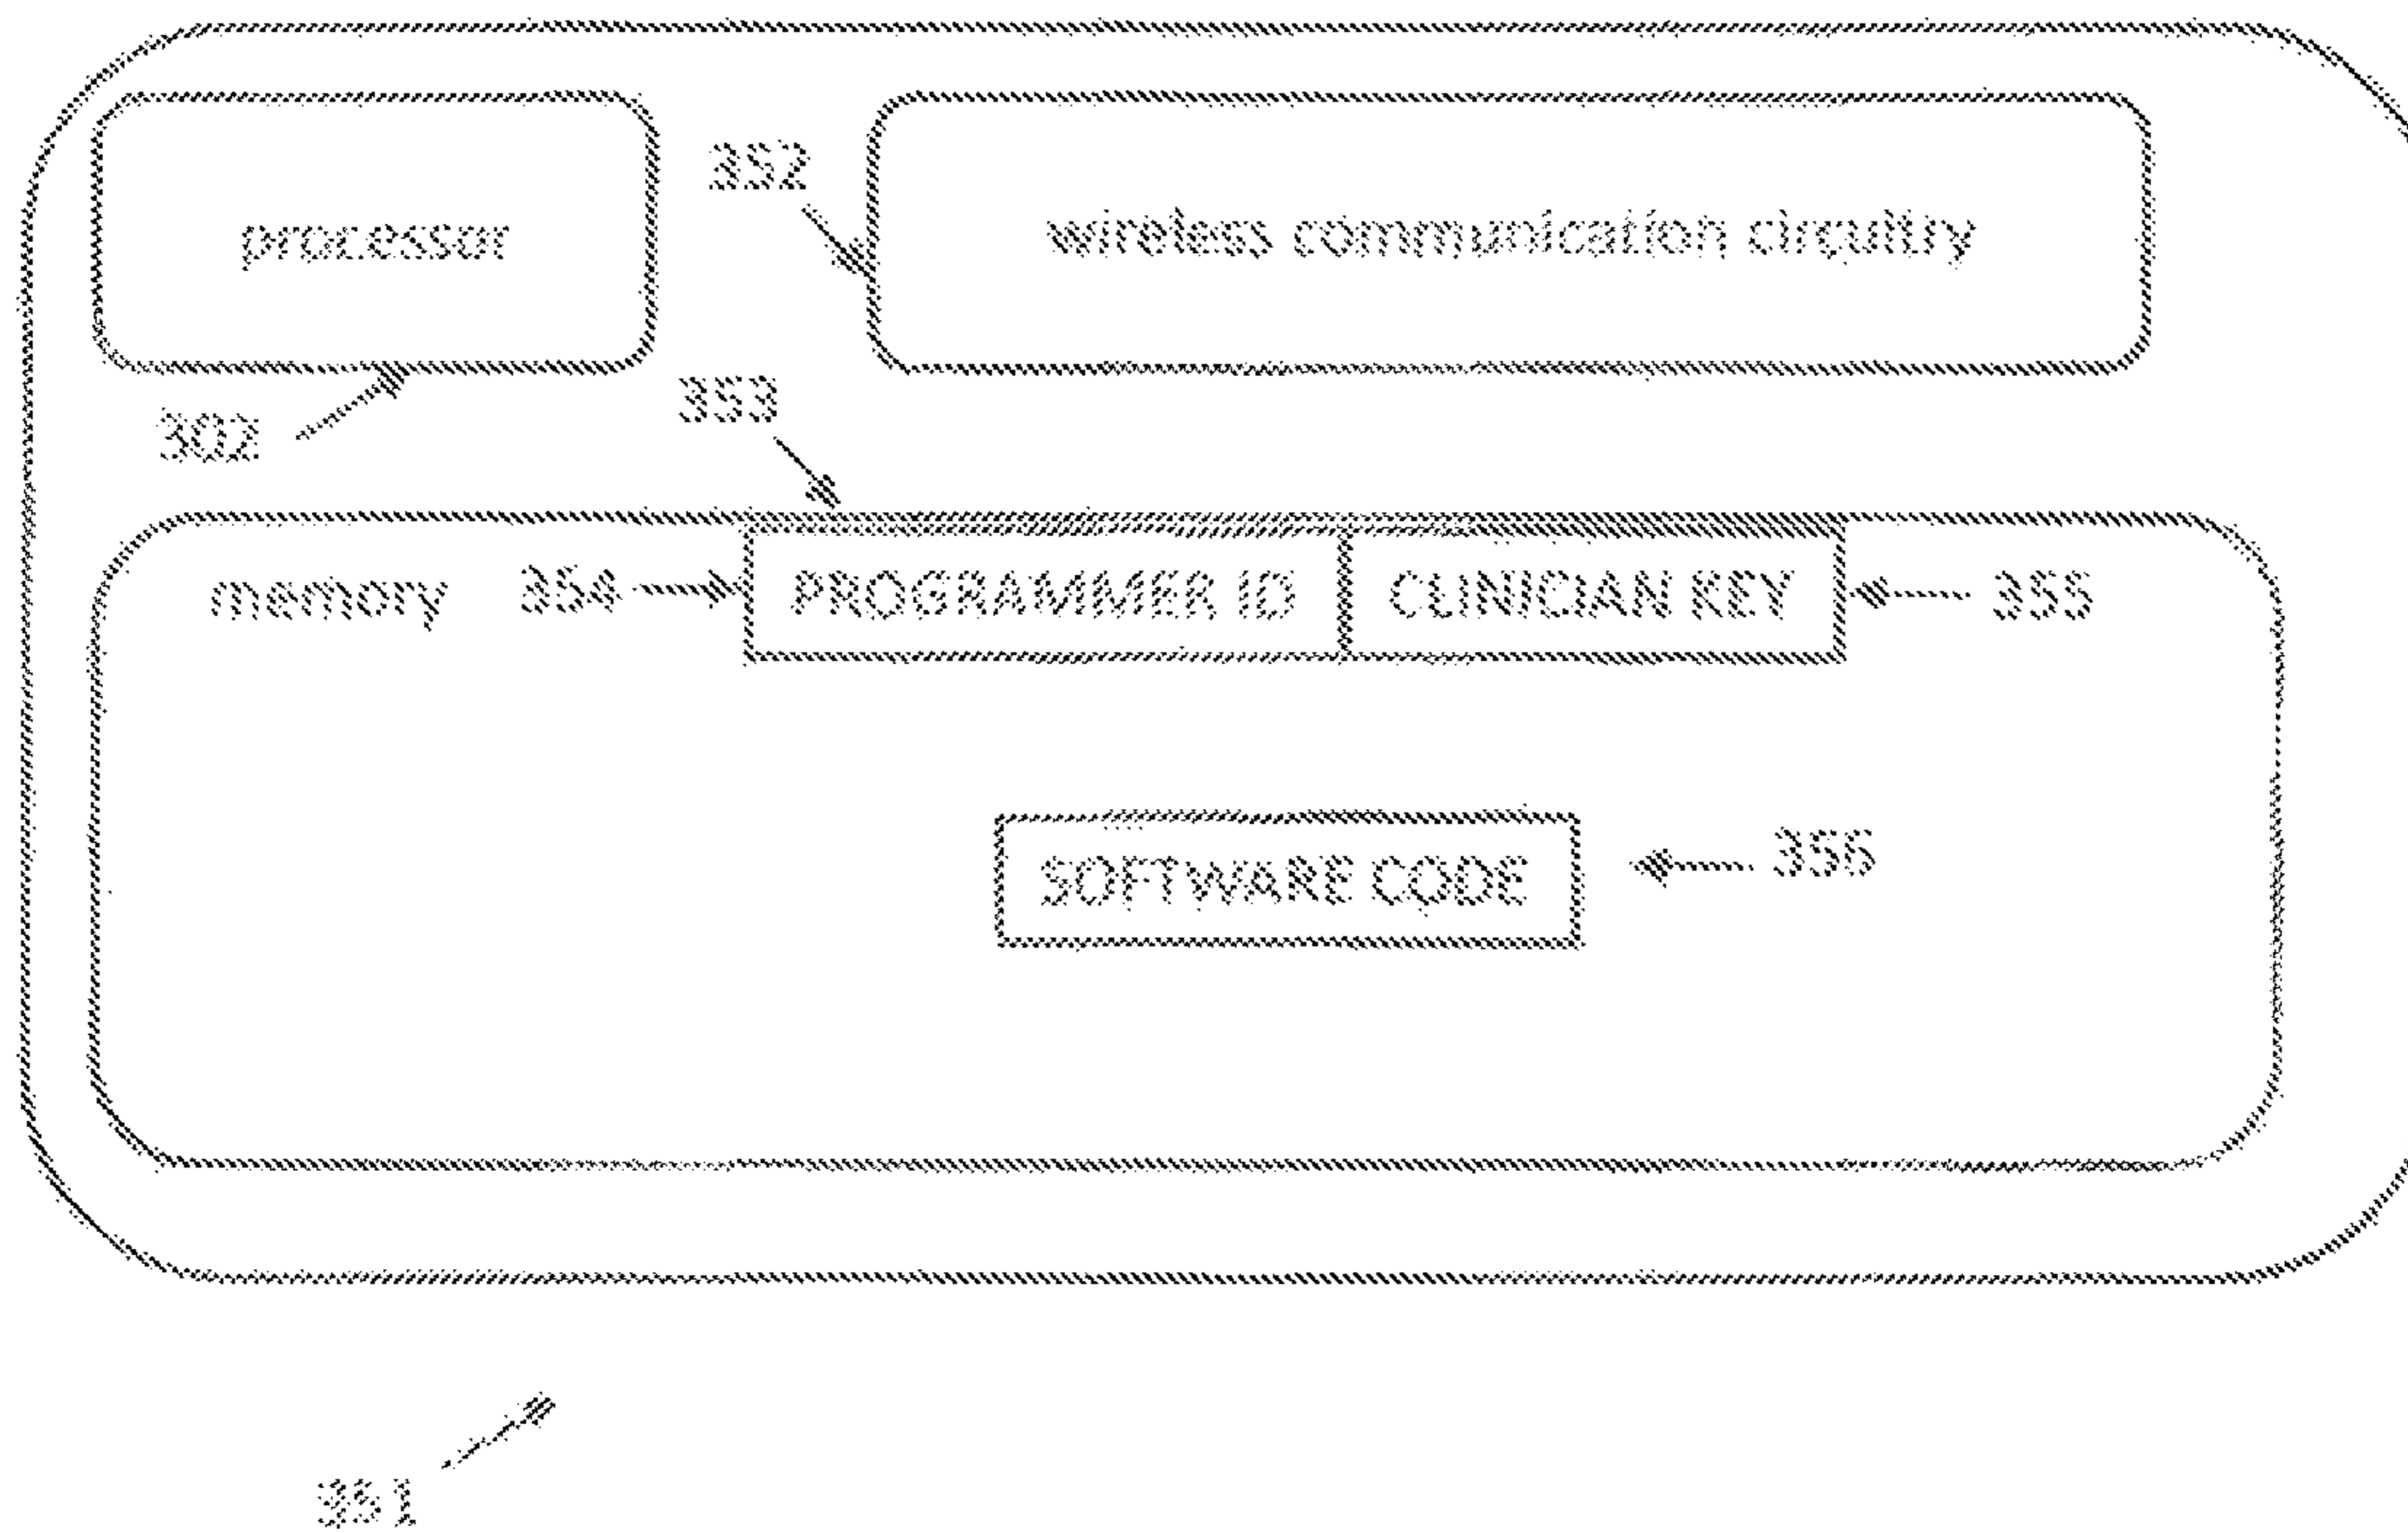 352
processor
wireless communication circuitry
353
302
memory 354 PROGRAMMER ID CLINICIAN KEY 355
SOFTWARE CODE 356
351